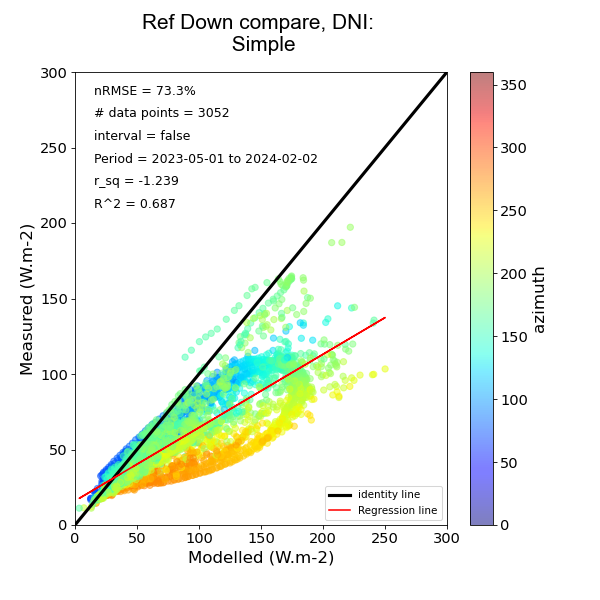 Ref Down compare, DNI:
Simple
nRMSE = 73.3%
# data points = 3052
interval = false
Period = 2023-05-01 to 2024-02-02
r_sq = -1.239
R^2 = 0.687
300
250
200
150
100
50
0
Measured (W.m-2)
0
50
100
150
200
250
300
Modelled (W.m-2)
identity line
Regression line
350
300
250
200
150
100
50
0
azimuth